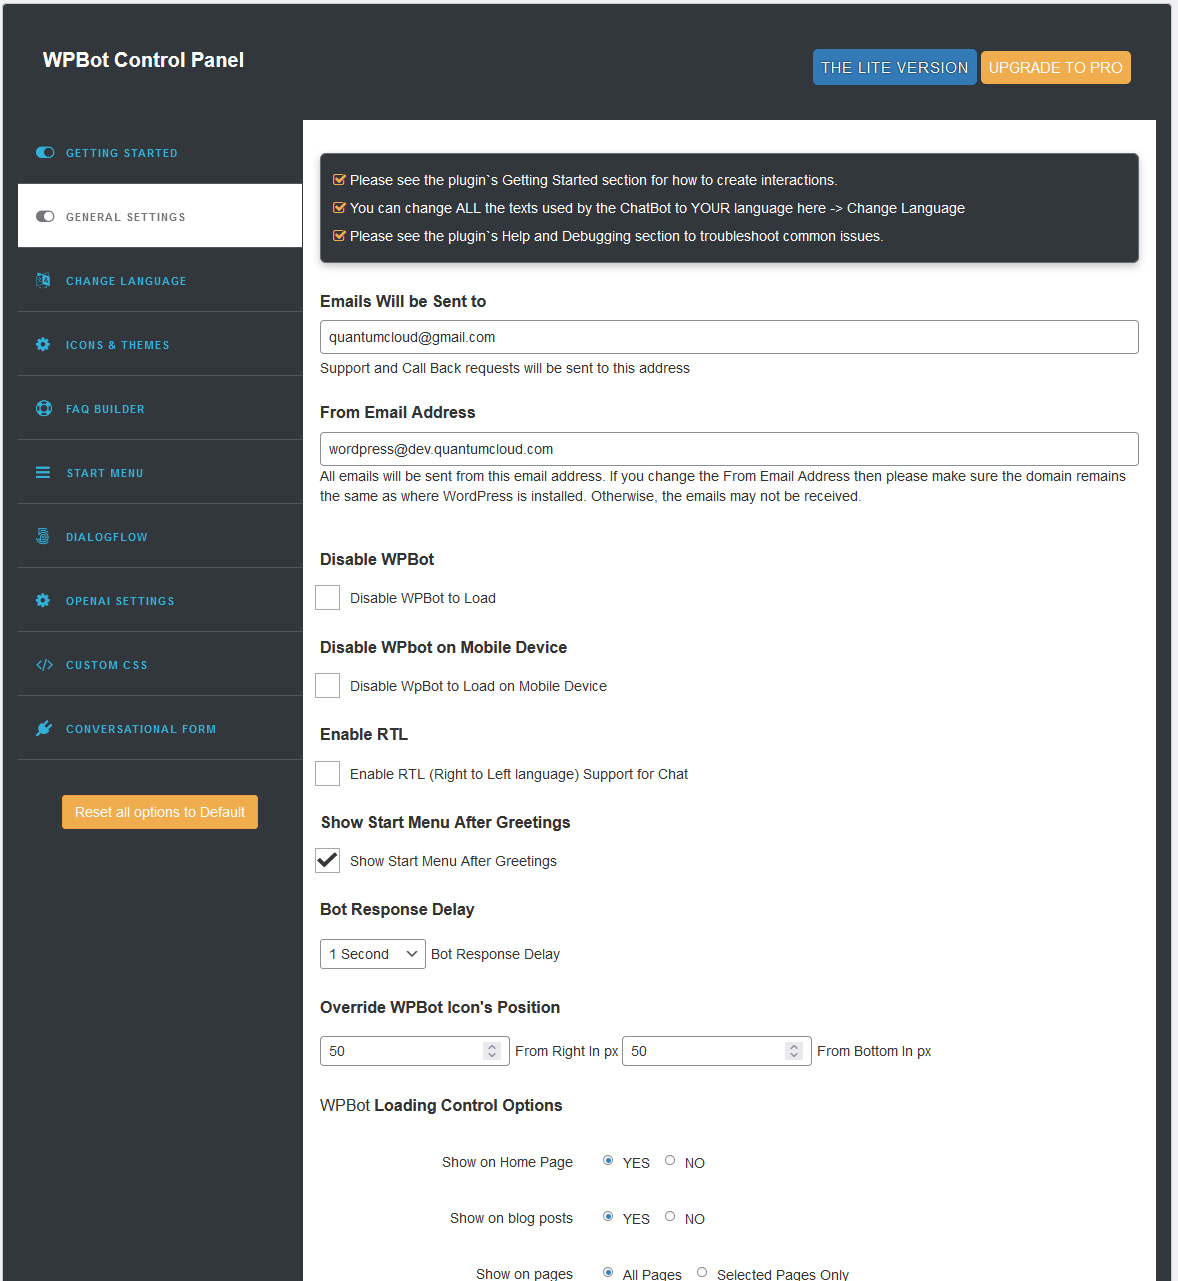 WPBot Control Panel
THE LITE VERSION
UPGRADE TO PRO
GETTING STARTED
GENERAL SETTINGS
CHANGE LANGUAGE
ICONS & THEMES
FAQ BUILDER
START MENU
DIALOGFLOW
OPENAI SETTINGS
CUSTOM CSS
CONVERSATIONAL FORM
Reset all options to Default
Please see the plugin`s Getting Started section for how to create interactions.
You can change ALL the texts used by the ChatBot to YOUR language here -> Change Language
Please see the plugin`s Help and Debugging section to troubleshoot common issues.
Emails Will be Sent to
quantumcloud@gmail.com
Support and Call Back requests will be sent to this address
From Email Address
wordpress@dev.quantumcloud.com
All emails will be sent from this email address. If you change the From Email Address then please make sure the domain remains
the same as where WordPress is installed. Otherwise, the emails may not be received.
Disable WPBot
Disable WPBot to Load
Disable WPbot on Mobile Device
Disable WpBot to Load on Mobile Device
Enable RTL
Enable RTL (Right to Left language) Support for Chat
Show Start Menu After Greetings
Show Start Menu After Greetings
Bot Response Delay
1 Second Bot Response Delay
Override WPBot Icon's Position
50 From Right In px 50 From Bottom In px
WPBot Loading Control Options
Show on Home Page YES NO
Show on blog posts YES NO
Show on pages All Pages Selected Pages Only